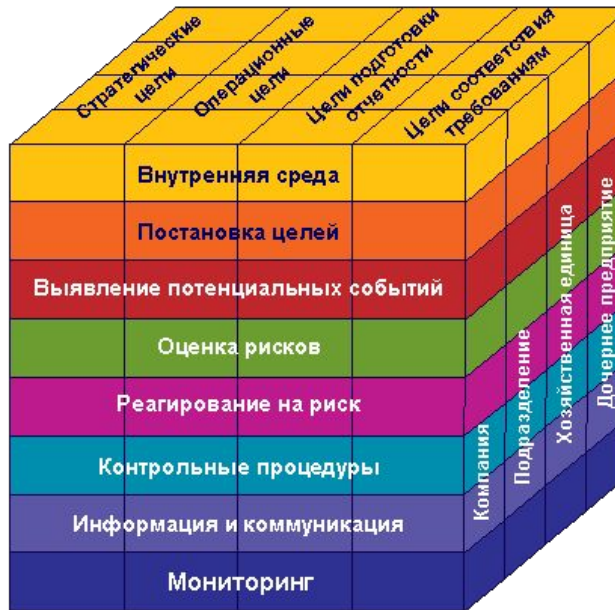 Стратегические
цели
Операционные
цели
Цели подготовки
отчетности
Цели соответствия
требованиям
Внутренняя среда
Постановка целей
Выявление потенциальных событий
Оценка рисков
Реагирование на риск
Контрольные процедуры
Информация и коммуникация
Мониторинг
Компания
Подразделение
Хозяйственная единица
Дочернее предприятие